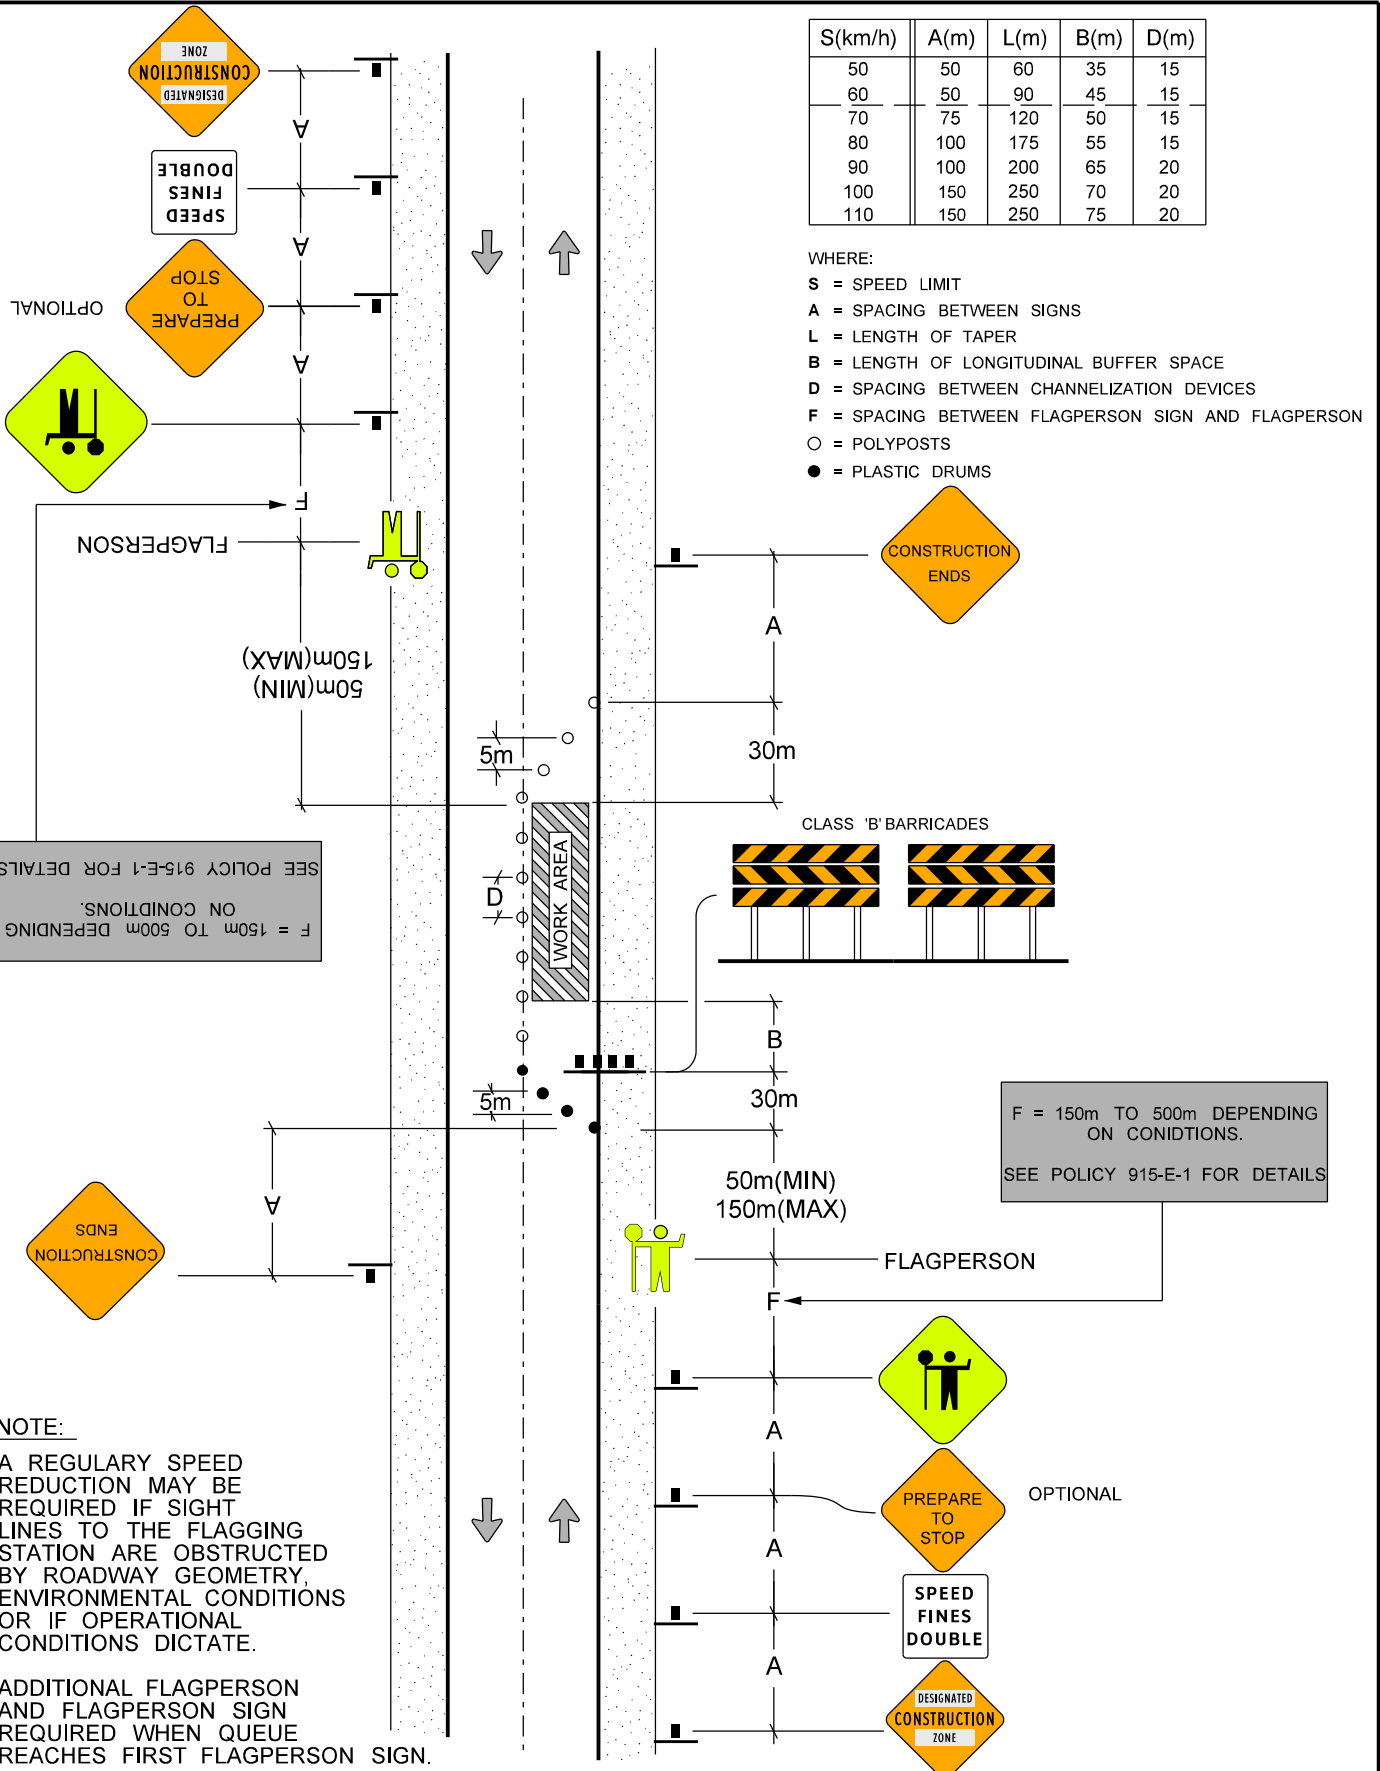 S(km/h) A(m) L(m) B(m) D(m)
50 50 60 35 15
60 50 90 45 15
70 75 120 50 15
80 100 175 55 15
90 100 200 65 20
100 150 250 70 20
110 150 250 75 20
WHERE:
S = SPEED LIMIT
A = SPACING BETWEEN SIGNS
L = LENGTH OF TAPER
B = LENGTH OF LONGITUDINAL BUFFER SPACE
D = SPACING BETWEEN CHANNELIZATION DEVICES
F = SPACING BETWEEN FLAGPERSON SIGN AND FLAGPERSON
= POLYPOSTS
= PLASTIC DRUMS
DESIGNATED
CONSTRUCTION
ZONE
A
SPEED
FINES
DOUBLE
A
PREPARE
TO
STOP
OPTIONAL
A
F
FLAGPERSON
50m(MIN)
150m(MAX)
F = 150m TO 500m DEPENDING
ON CONIDTIONS.
SEE POLICY 915-E-1 FOR DETAILS
CONSTRUCTION
ENDS
A
30m
5m
D
WORK AREA
CLASS 'B' BARRICADES
B
30m
5m
50m(MIN)
150m(MAX)
F = 150m TO 500m DEPENDING
ON CONIDTIONS.
SEE POLICY 915-E-1 FOR DETAILS
FLAGPERSON
F
A
CONSTRUCTION
ENDS
A
PREPARE
TO
STOP
OPTIONAL
A
SPEED
FINES
DOUBLE
A
DESIGNATED
CONSTRUCTION
ZONE
NOTE:
A REGULARY SPEED
REDUCTION MAY BE
REQUIRED IF SIGHT
LINES TO THE FLAGGING
STATION ARE OBSTRUCTED
BY ROADWAY GEOMETRY,
ENVIRONMENTAL CONDITIONS
OR IF OPERATIONAL
CONDITIONS DICTATE.
ADDITIONAL FLAGPERSON
AND FLAGPERSON SIGN
REQUIRED WHEN QUEUE
REACHES FIRST FLAGPERSON SIGN.